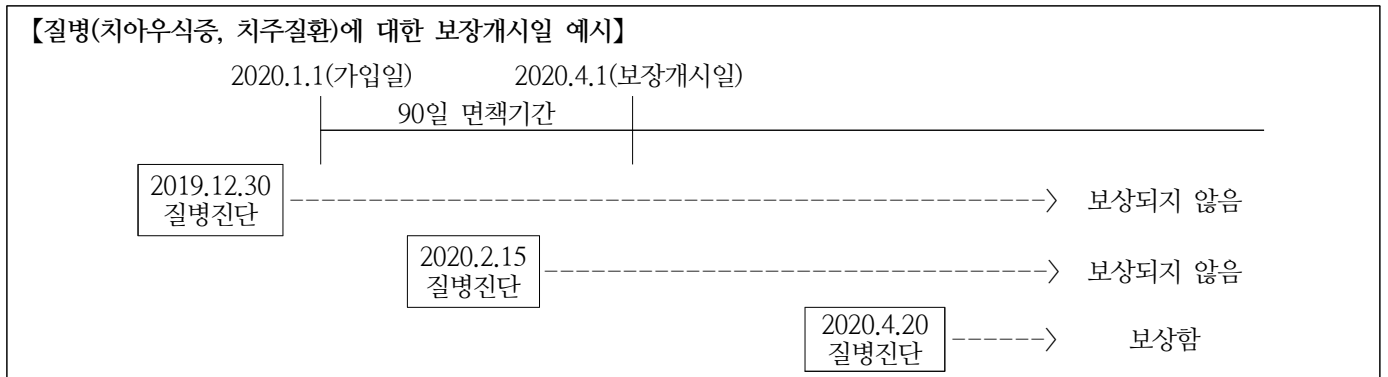 【질병(치아우식증, 치주질환)에 대한 보장개시일 예시】
2020.1.1(가입일) 2020.4.1(보장개시일)
90일 면책기간
2019.12.30
질병진단
보상되지 않음
2020.2.15
질병진단
보상되지 않음
2020.4.20
질병진단
보상함